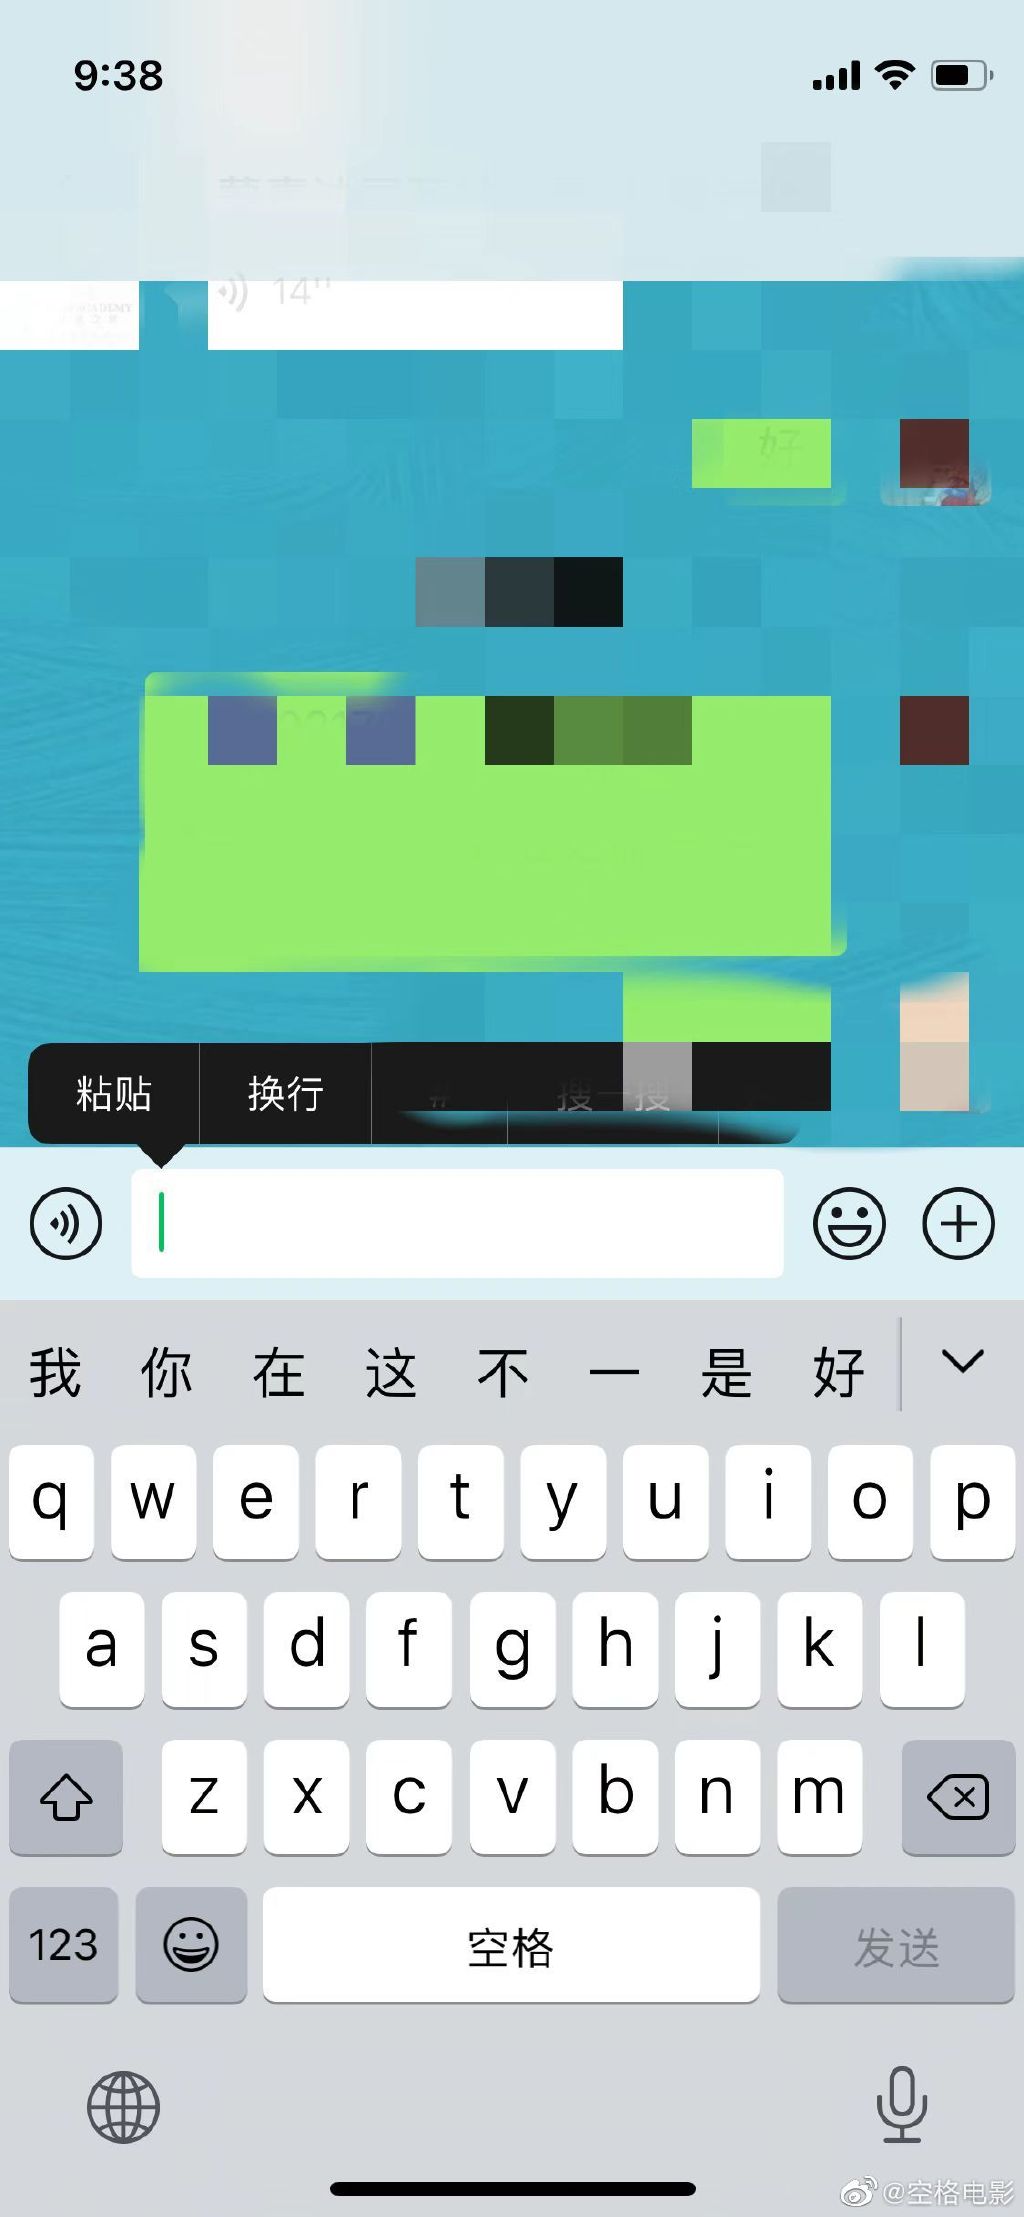 9:38
14''
好
粘贴 换行 # 搜一搜
我 你 在 这 不 一 是 好
q w e r t y u i o p
a s d f g h j k l
z x c v b n m
123 空格 发送
@空格电影